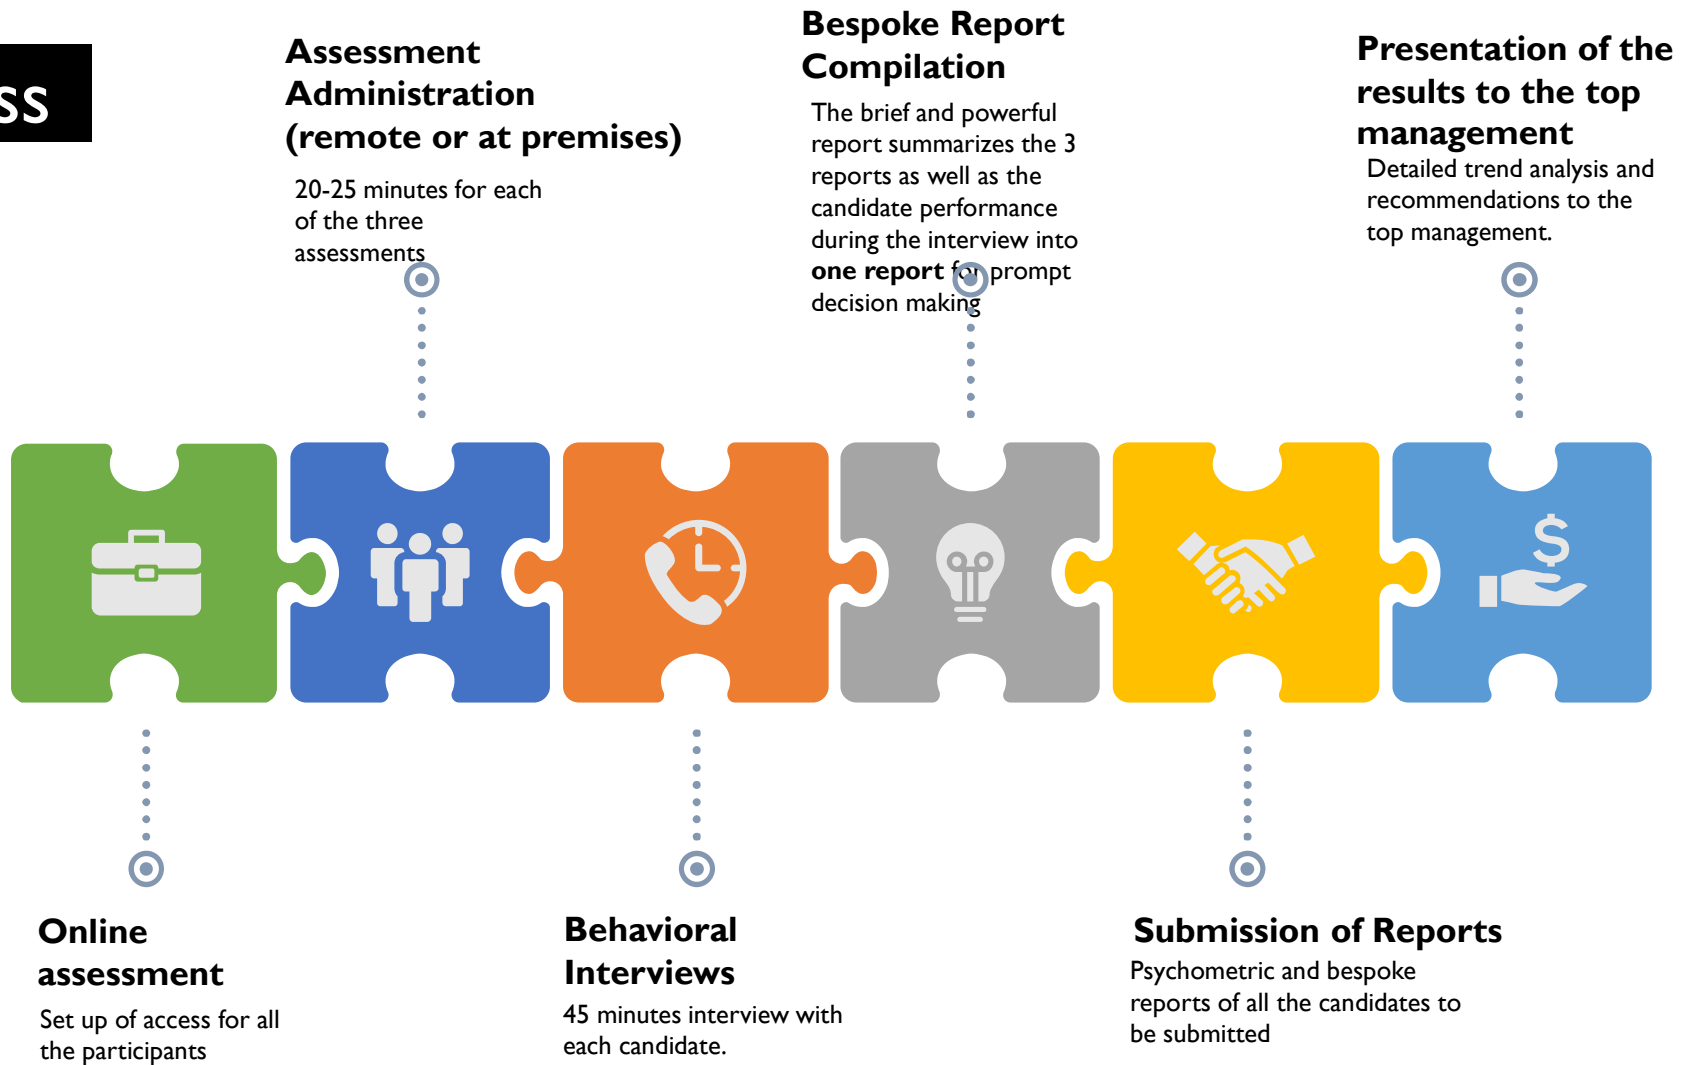 ss
Assessment
Administration
(remote or at premises)
20-25 minutes for each
of the three
assessments
Bespoke Report
Compilation
The brief and powerful
report summarizes the 3
reports as well as the
candidate performance
during the interview into
one report for prompt
decision making
Presentation of the
results to the top
management
Detailed trend analysis and
recommendations to the
top management.
$
Online
assessment
Set up of access for all
the participants
Behavioral
Interviews
45 minutes interview with
each candidate.
Submission of Reports
Psychometric and bespoke
reports of all the candidates to
be submitted